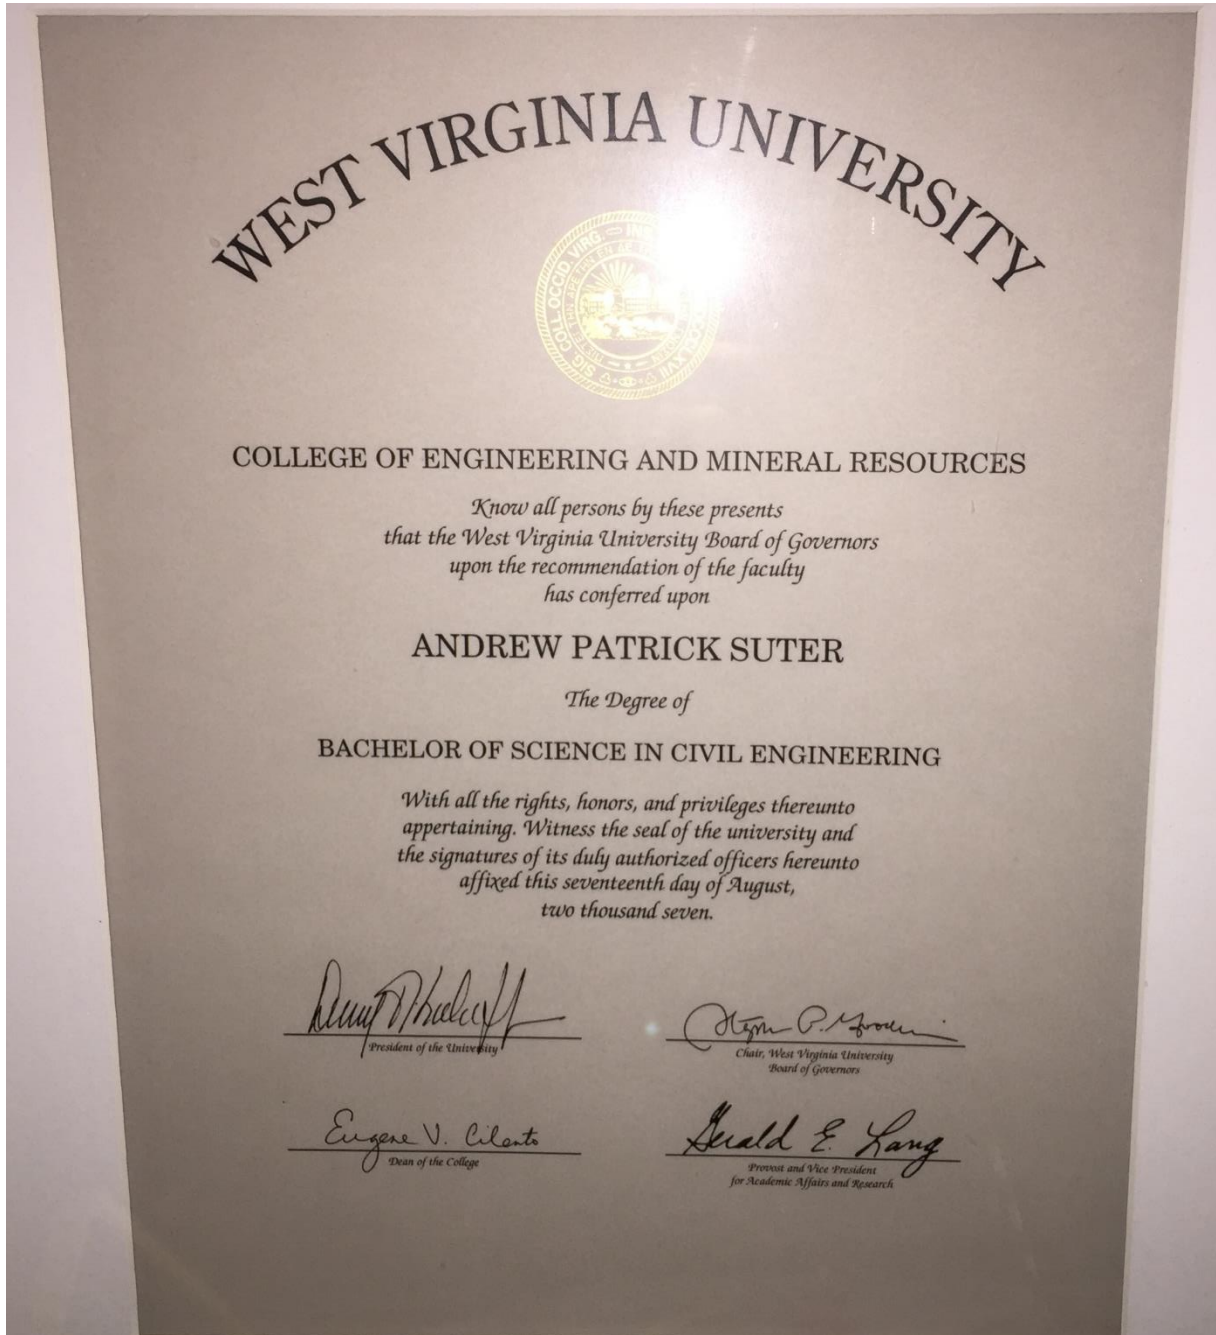 WEST VIRGINIA UNIVERSITY
SIG. COLL. OCCID. VIRG
COLLEGE OF ENGINEERING AND MINERAL RESOURCES
Know all persons by these presents
that the West Virginia University Board of Governors
upon the recommendation of the faculty
has conferred upon
ANDREW PATRICK SUTER
The Degree of
BACHELOR OF SCIENCE IN CIVIL ENGINEERING
With all the rights, honors, and privileges thereunto
appertaining. Witness the seal of the university and
the signatures of its duly authorized officers hereunto
affixed this seventeenth day of August,
two thousand seven.
President of the University
Chair, West Virginia University
Board of Governors
Eugene V. Cilento
Dean of the College
Gerald E. Lang
Provost and Vice President
for Academic Affairs and Research